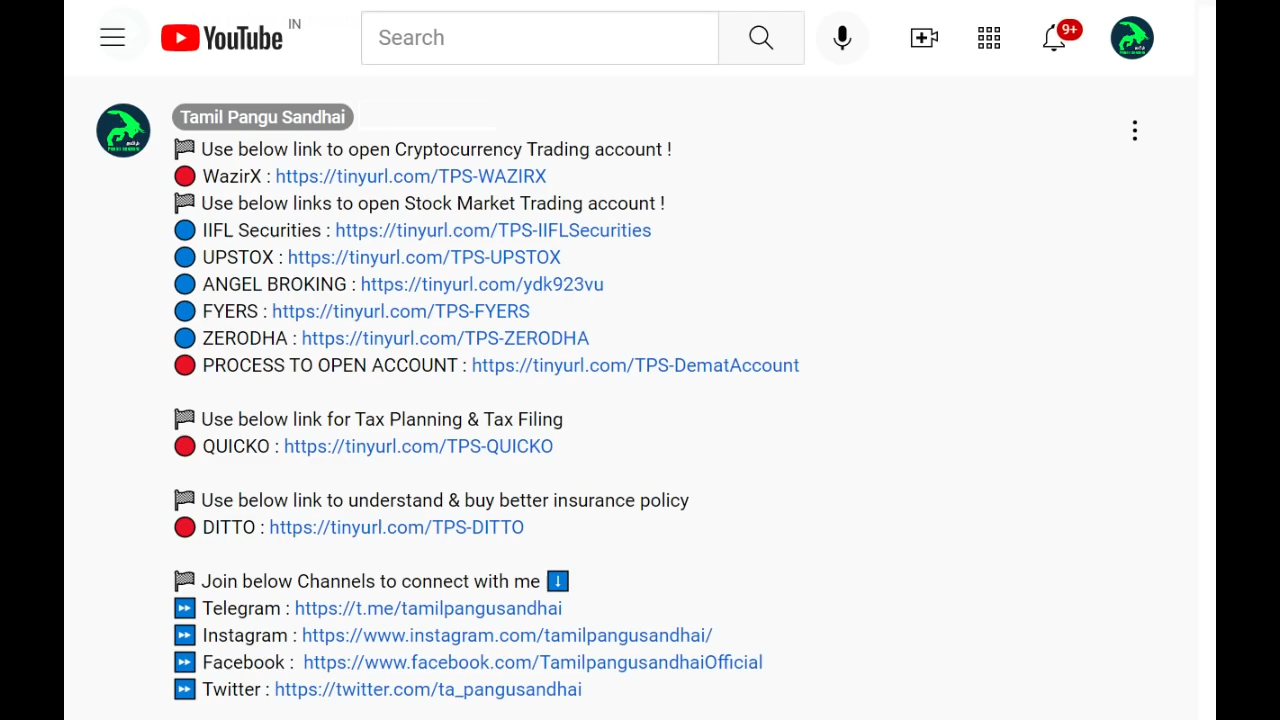 YouTube IN
Search
9+
Tamil Pangu Sandhai
Use below link to open Cryptocurrency Trading account !
WazirX : https://tinyurl.com/TPS-WAZIRX
Use below links to open Stock Market Trading account !
IIFL Securities : https://tinyurl.com/TPS-IIFLSecurities
UPSTOX : https://tinyurl.com/TPS-UPSTOX
ANGEL BROKING : https://tinyurl.com/ydk923vu
FYERS : https://tinyurl.com/TPS-FYERS
ZERODHA : https://tinyurl.com/TPS-ZERODHA
PROCESS TO OPEN ACCOUNT : https://tinyurl.com/TPS-DematAccount
Use below link for Tax Planning & Tax Filing
QUICKO : https://tinyurl.com/TPS-QUICKO
Use below link to understand & buy better insurance policy
DITTO : https://tinyurl.com/TPS-DITTO
Join below Channels to connect with me
Telegram : https://t.me/tamilpangusandhai
Instagram : https://www.instagram.com/tamilpangusandhai/
Facebook : https://www.facebook.com/TamilpangusandhaiOfficial
Twitter : https://twitter.com/ta_pangusandhai